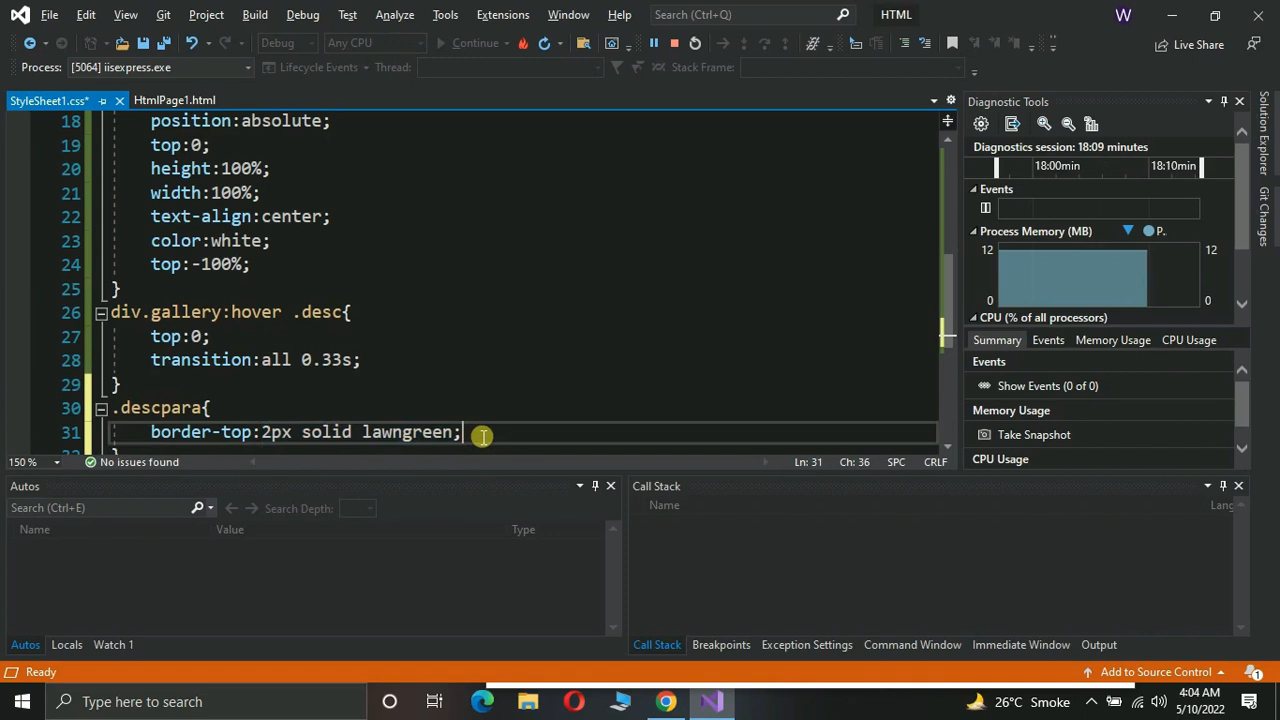 File Edit View Git Project Build Debug Test Analyze Tools Extensions Window Help Search (Ctrl+Q) HTML W
Debug Any CPU Continue Live Share
Process: [5064] iisexpress.exe Lifecycle Events Thread: Stack Frame:
StyleSheet1.css* HtmlPage1.html
18 position:absolute;
19 top:0;
20 height:100%;
21 width:100%;
22 text-align:center;
23 color:white;
24 top:-100%;
25 }
26 div.gallery:hover .desc{
27 top:0;
28 transition:all 0.33s;
29 }
30 .descpara{
31 border-top:2px solid lawngreen;
150 % No issues found Ln: 31 Ch: 36 SPC CRLF
Diagnostic Tools
Diagnostics session: 18:09 minutes
18:00min 18:10min
Events
Process Memory (MB) P..
12 12
0 0
CPU (% of all processors)
Summary Events Memory Usage CPU Usage
Events
Show Events (0 of 0)
Memory Usage
Take Snapshot
CPU Usage
Solution Explorer
Git Changes
Autos
Search (Ctrl+E) Search Depth:
Name Value Type
Autos Locals Watch 1
Call Stack
Name Lang
Call Stack Breakpoints Exception Settings Command Window Immediate Window Output
Ready Add to Source Control 1
Type here to search 26°C Smoke 4:04 AM
5/10/2022